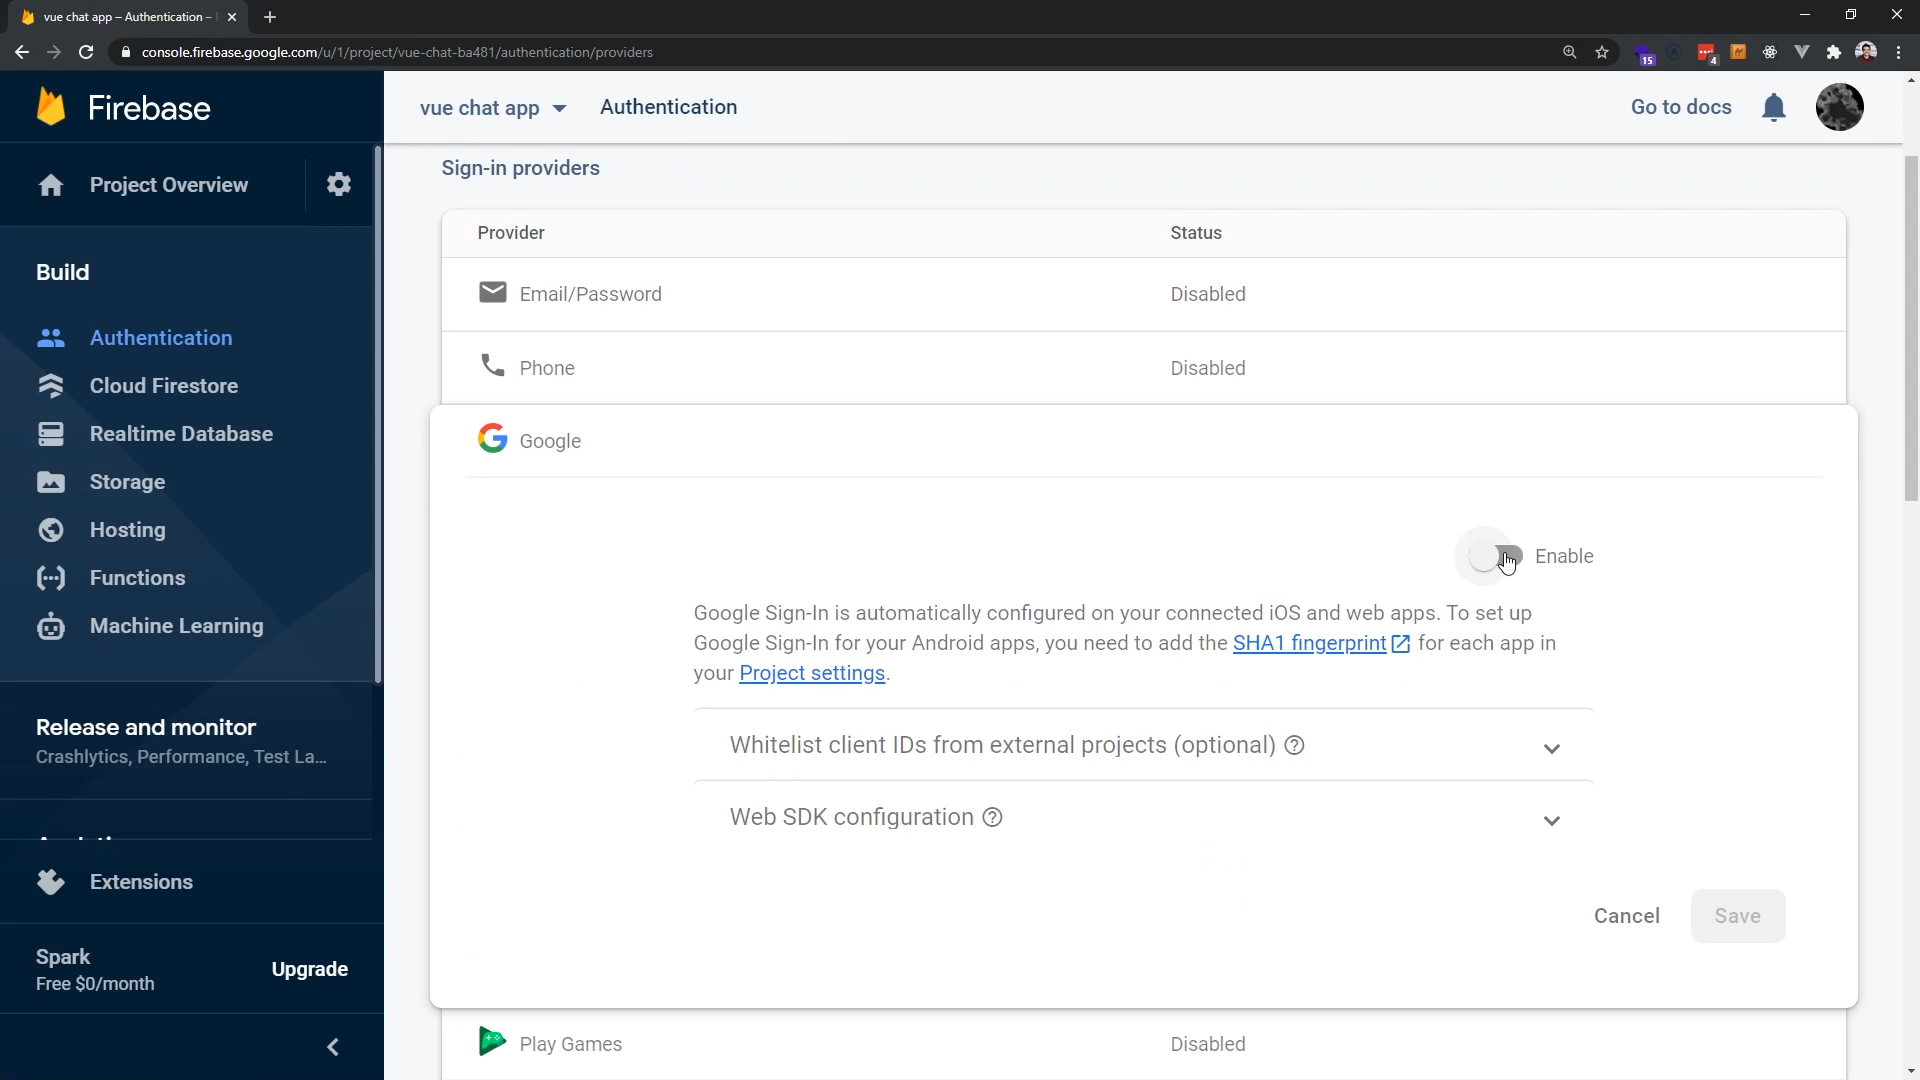 vue chat app – Authentication –
console.firebase.google.com/u/1/project/vue-chat-ba481/authentication/providers
15
4
Firebase
vue chat app
Authentication
Go to docs
Project Overview
Sign-in providers
Provider
Status
Build
Email/Password
Disabled
Authentication
Phone
Disabled
Cloud Firestore
Realtime Database
Google
Storage
Hosting
Enable
Functions
Google Sign-In is automatically configured on your connected iOS and web apps. To set up
Google Sign-In for your Android apps, you need to add the SHA1 fingerprint for each app in
your Project settings.
Machine Learning
Release and monitor
Crashlytics, Performance, Test La...
Whitelist client IDs from external projects (optional)
Web SDK configuration
Extensions
Cancel
Save
Spark
Free $0/month
Upgrade
Play Games
Disabled